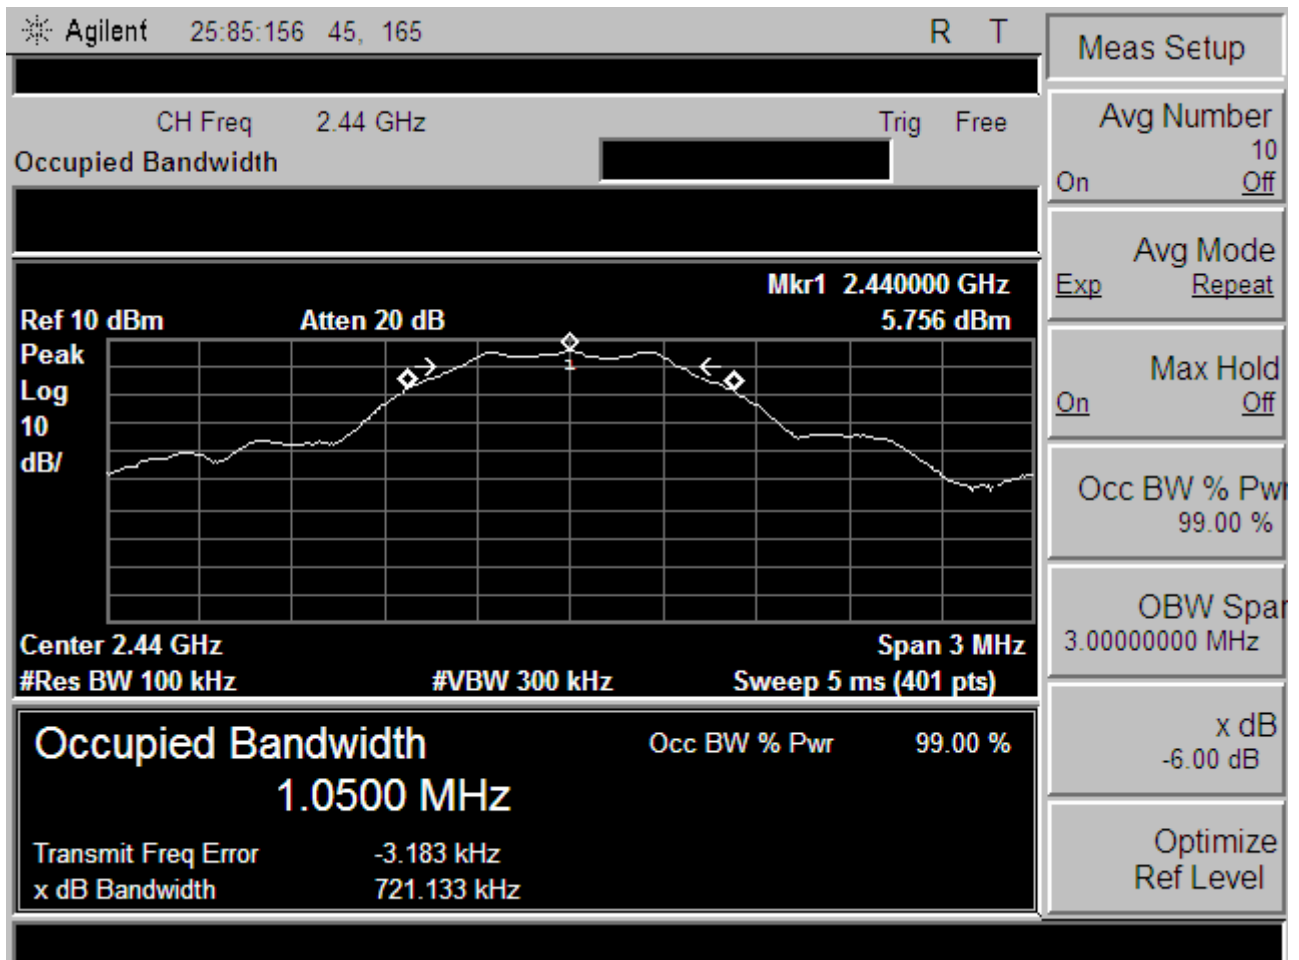 Agilent 25:85:156 45, 165 R T
Meas Setup
CH Freq 2.44 GHz Trig Free
Occupied Bandwidth
Avg Number
10
On Off
Avg Mode
Exp Repeat
Max Hold
On Off
Occ BW % Pwr
99.00 %
OBW Span
3.00000000 MHz
x dB
-6.00 dB
Optimize
Ref Level
Mkr1 2.440000 GHz
Ref 10 dBm Atten 20 dB 5.756 dBm
Peak
Log
10
dB/
1
Center 2.44 GHz Span 3 MHz
#Res BW 100 kHz #VBW 300 kHz Sweep 5 ms (401 pts)
Occupied Bandwidth Occ BW % Pwr 99.00 %
1.0500 MHz
Transmit Freq Error -3.183 kHz
x dB Bandwidth 721.133 kHz